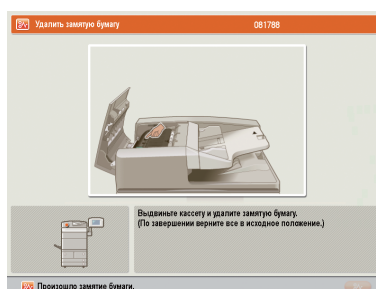 Удалить замятую бумагу 081788
Выдвиньте кассету и удалите замятую бумагу.
(По завершении верните все в исходное положение.)
Произошло замятие бумаги.